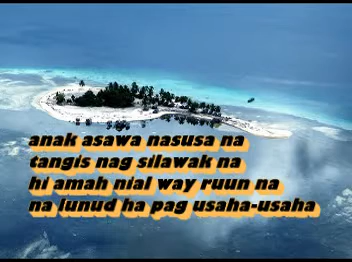 anak asawa nasusa na
tangis nag silawak na
hi amah nial way ruun na
na lunud ha pag usaha-usaha